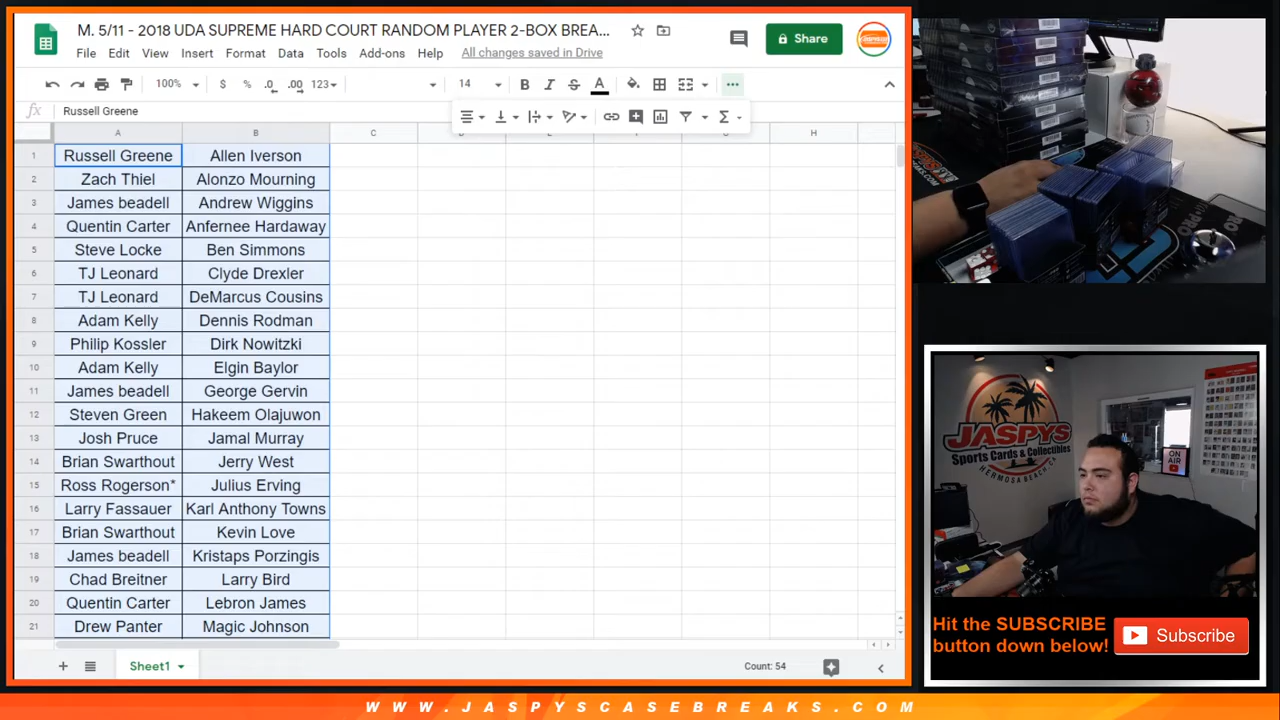 M. 5/11 - 2018 UDA SUPREME HARD COURT RANDOM PLAYER 2-BOX BREA...
File Edit View Insert Format Data Tools Add-ons Help All changes saved in Drive
Share
100% $ % .0 .00 123 14 B I S A
fx Russell Greene
A B C H
1 Russell Greene Allen Iverson
2 Zach Thiel Alonzo Mourning
3 James beadell Andrew Wiggins
4 Quentin Carter Anfernee Hardaway
5 Steve Locke Ben Simmons
6 TJ Leonard Clyde Drexler
7 TJ Leonard DeMarcus Cousins
8 Adam Kelly Dennis Rodman
9 Philip Kossler Dirk Nowitzki
10 Adam Kelly Elgin Baylor
11 James beadell George Gervin
12 Steven Green Hakeem Olajuwon
13 Josh Pruce Jamal Murray
14 Brian Swarthout Jerry West
15 Ross Rogerson* Julius Erving
16 Larry Fassauer Karl Anthony Towns
17 Brian Swarthout Kevin Love
18 James beadell Kristaps Porzingis
19 Chad Breitner Larry Bird
20 Quentin Carter Lebron James
21 Drew Panter Magic Johnson
Sheet1
Count: 54
JASPYS
Sports Cards & Collectibles
HERMOSA BEACH CA
ON
AIR
Hit the SUBSCRIBE
button down below!
Subscribe
WWW.JASPYSCASEBREAKS.COM